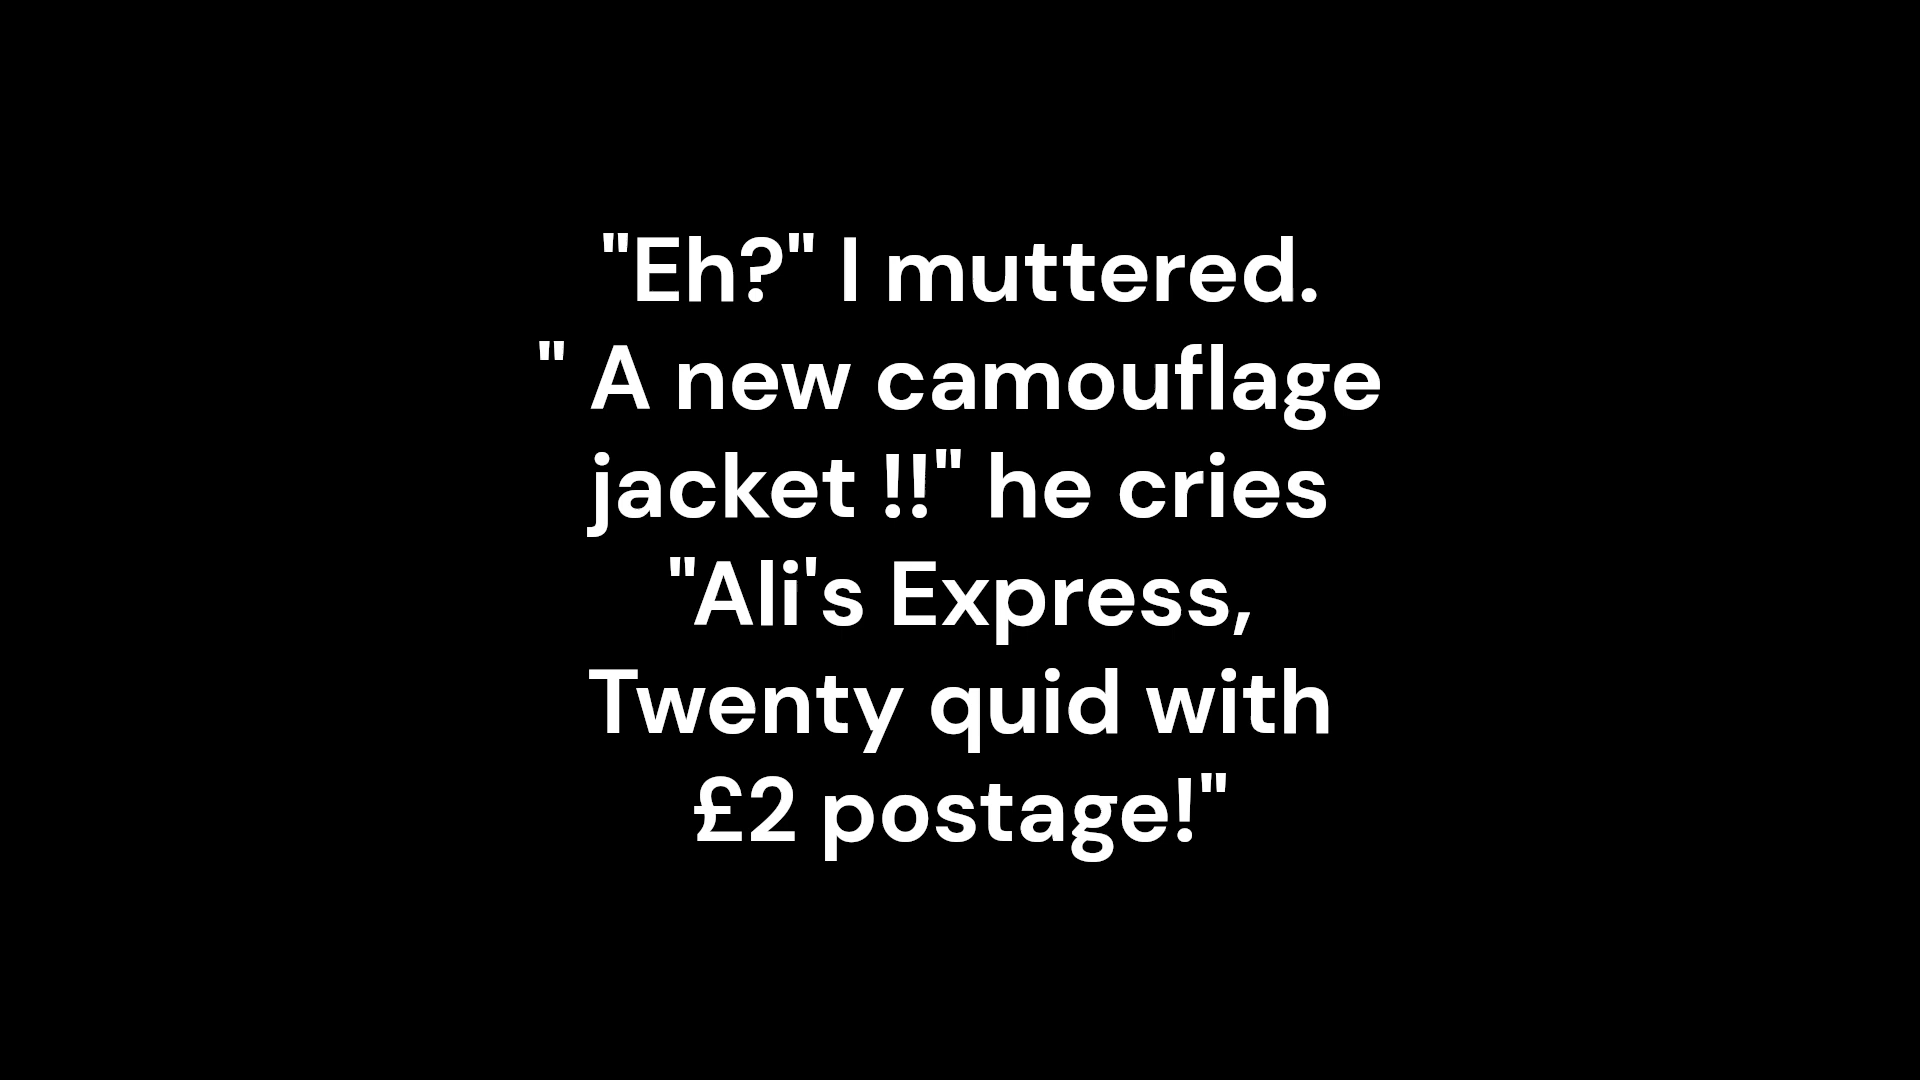 "Eh?" I muttered.
" A new camouflage
jacket !!" he cries
"Ali's Express,
Twenty quid with
£2 postage!"